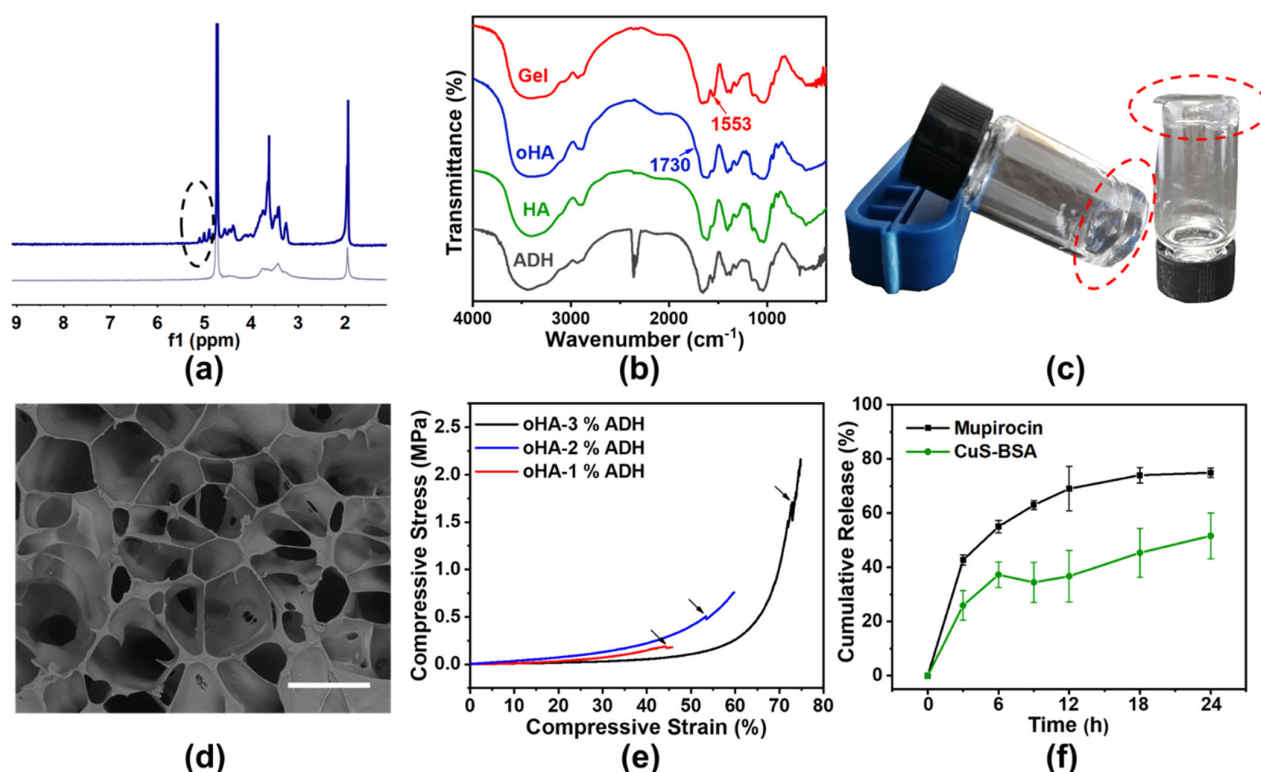 9 8 7 6 5 4 3 2
f1 (ppm)
(a)
Transmittance (%)
Gel
1553
oHA
1730
HA
ADH
4000 3000 2000 1000
Wavenumber (cm⁻¹)
(b)
(c)
(d)
Compressive Stress (MPa)
2.5
2.0
1.5
1.0
0.5
0.0
oHA-3 % ADH
oHA-2 % ADH
oHA-1 % ADH
0 10 20 30 40 50 60 70 80
Compressive Strain (%)
(e)
Cumulative Release (%)
100
80
60
40
20
0
Mupirocin
CuS-BSA
0 6 12 18 24
Time (h)
(f)